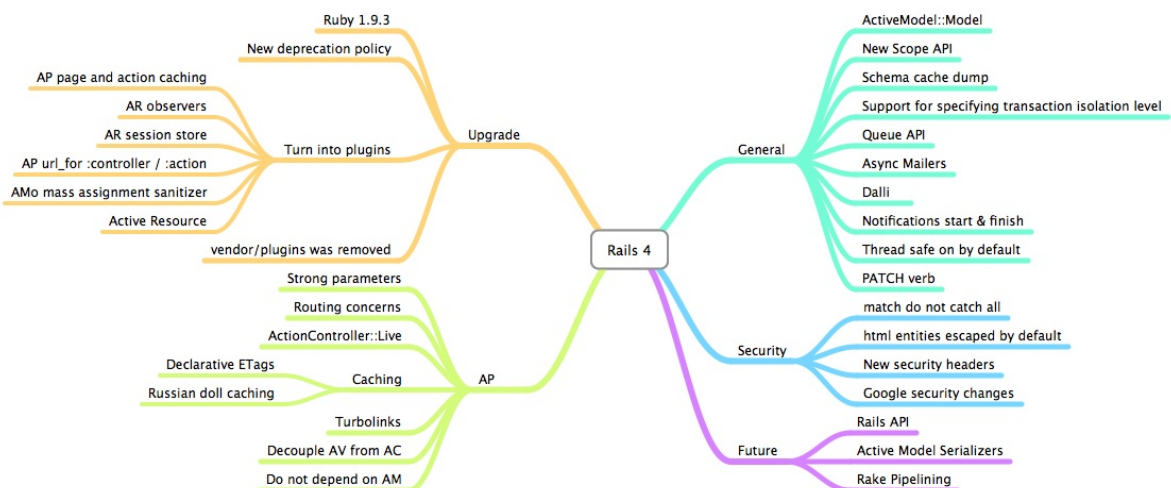 Rails 4
Upgrade
Ruby 1.9.3
New deprecation policy
Turn into plugins
AP page and action caching
AR observers
AR session store
AP url_for :controller / :action
AMo mass assignment sanitizer
Active Resource
vendor/plugins was removed
AP
Strong parameters
Routing concerns
ActionController::Live
Caching
Declarative ETags
Russian doll caching
Turbolinks
Decouple AV from AC
Do not depend on AM
General
ActiveModel::Model
New Scope API
Schema cache dump
Support for specifying transaction isolation level
Queue API
Async Mailers
Dalli
Notifications start & finish
Thread safe on by default
PATCH verb
Security
match do not catch all
html entities escaped by default
New security headers
Google security changes
Future
Rails API
Active Model Serializers
Rake Pipelining